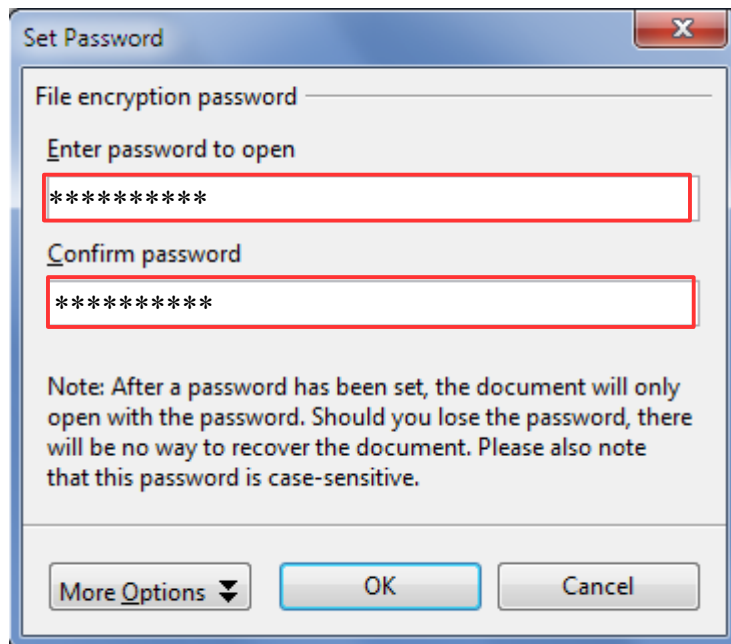 Set Password
File encryption password
Enter password to open
**********
Confirm password
**********
Note: After a password has been set, the document will only
open with the password. Should you lose the password, there
will be no way to recover the document. Please also note
that this password is case-sensitive.
More Options
OK
Cancel